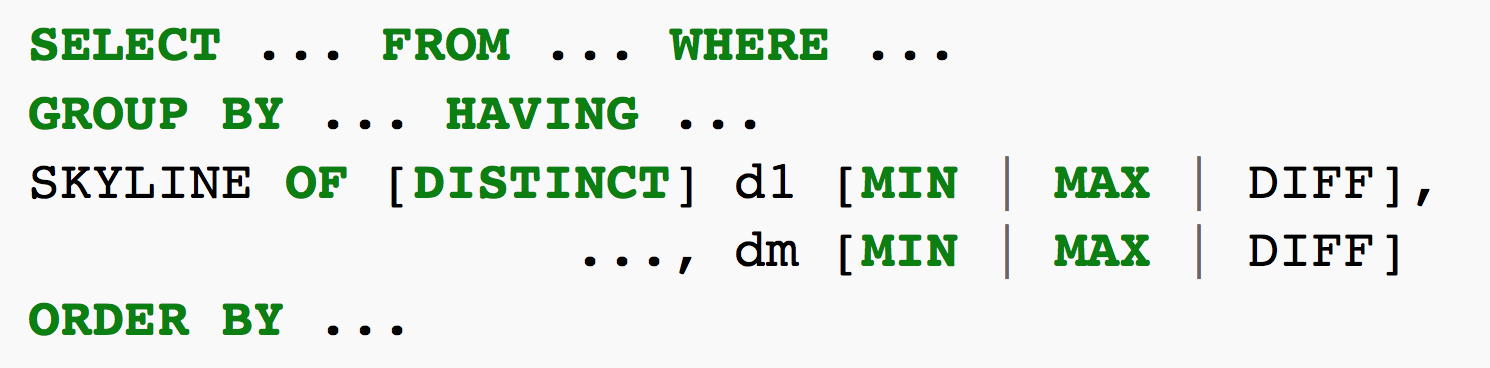 SELECT ... FROM ... WHERE ...
GROUP BY ... HAVING ...
SKYLINE OF [DISTINCT] d1 [MIN | MAX | DIFF],
..., dm [MIN | MAX | DIFF]
ORDER BY ...